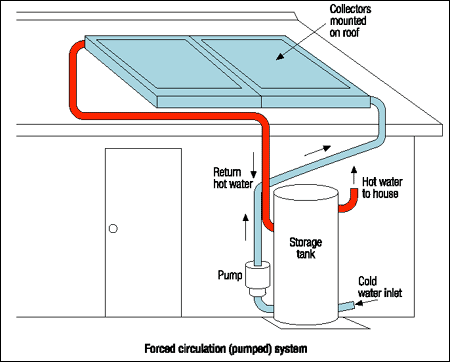 Collectors
mounted
on roof
Return
hot water
Hot water
to house
Storage
tank
Pump
Cold
water inlet
Forced circulation (pumped) system